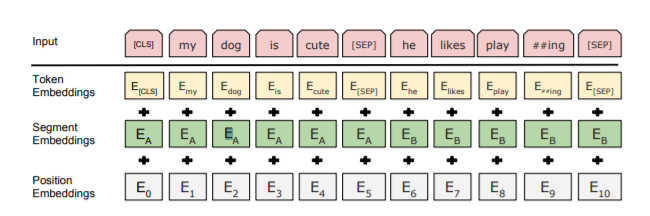 Input [CLS] my dog is cute [SEP] he likes play ##ing [SEP]
Token Embeddings E[CLS] Emy Edog Eis Ecute E[SEP] Ehe Elikes Eplay E##ing E[SEP]
Segment Embeddings EA EA EA EA EA EA EB EB EB EB EB
Position Embeddings E0 E1 E2 E3 E4 E5 E6 E7 E8 E9 E10